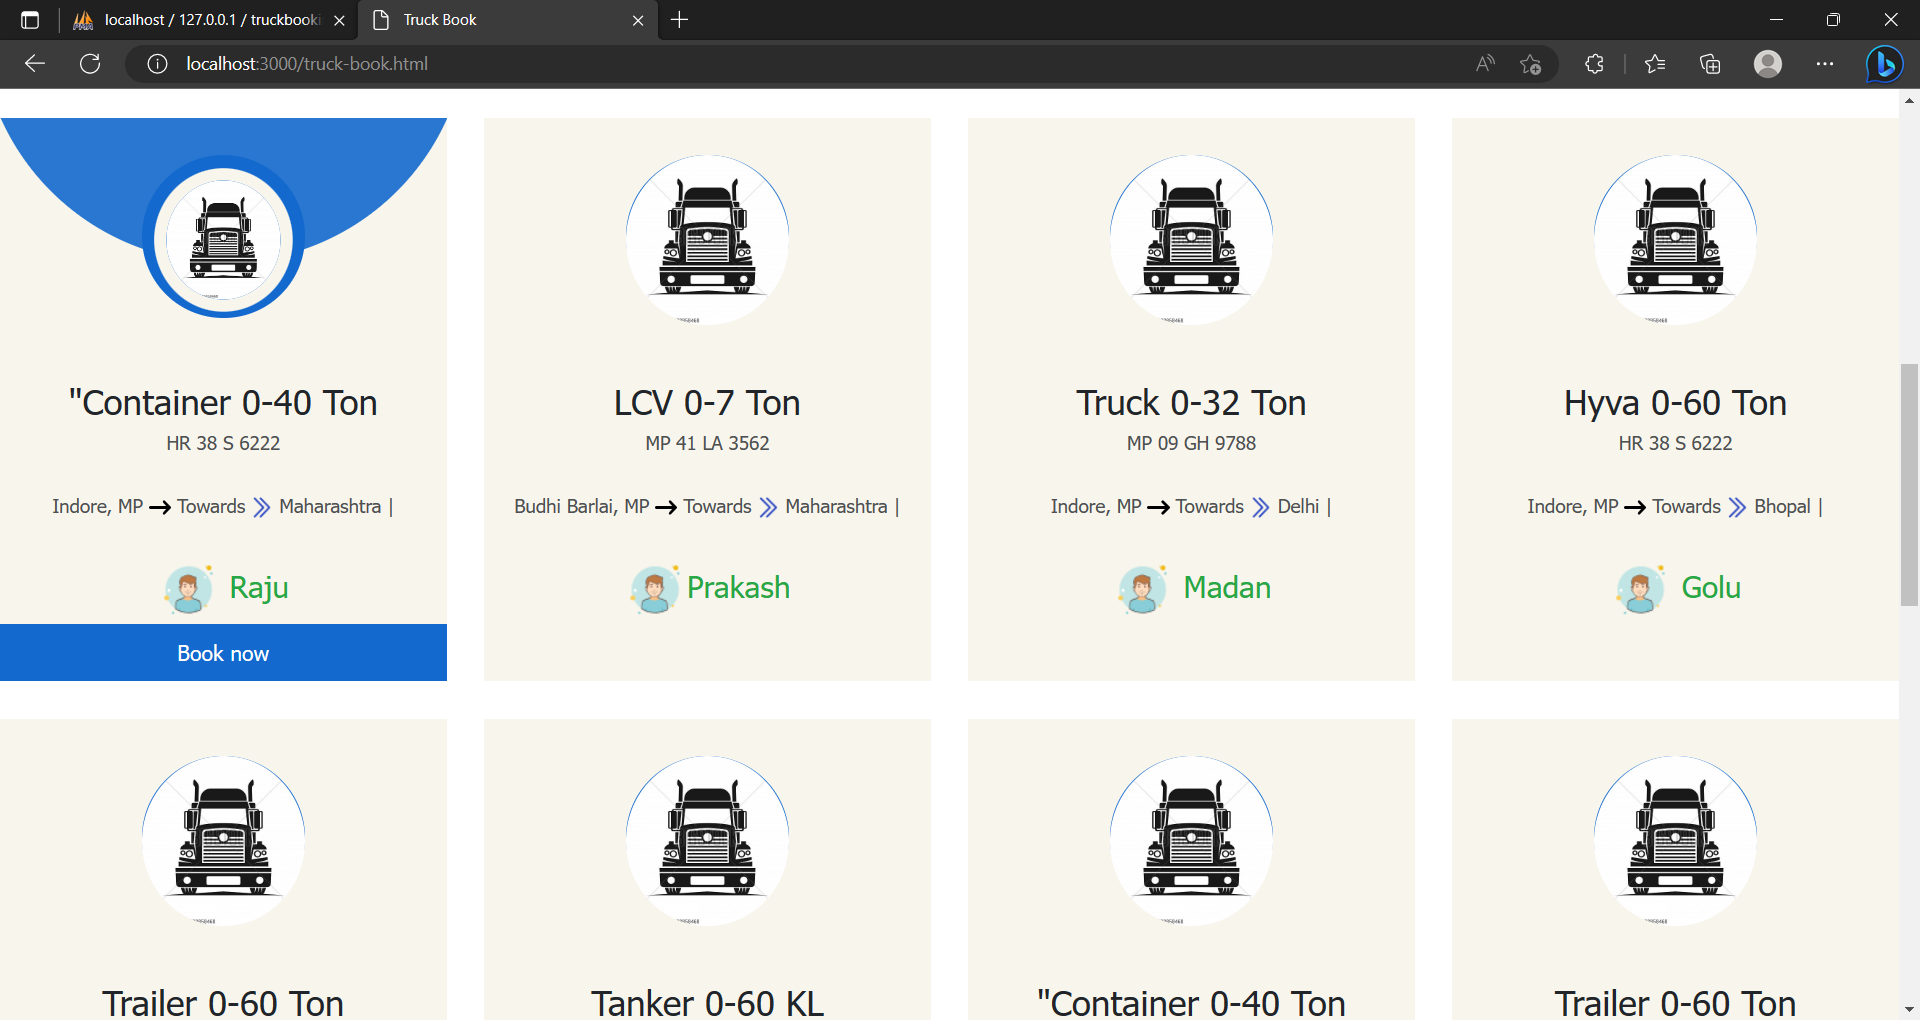 localhost / 127.0.0.1 / truckbooki
Truck Book
localhost:3000/truck-book.html
"Container 0-40 Ton
HR 38 S 6222
Indore, MP → Towards » Maharashtra |
Raju
Book now
LCV 0-7 Ton
MP 41 LA 3562
Budhi Barlai, MP → Towards » Maharashtra |
Prakash
Truck 0-32 Ton
MP 09 GH 9788
Indore, MP → Towards » Delhi |
Madan
Hyva 0-60 Ton
HR 38 S 6222
Indore, MP → Towards » Bhopal |
Golu
Trailer 0-60 Ton
Tanker 0-60 KL
"Container 0-40 Ton
Trailer 0-60 Ton